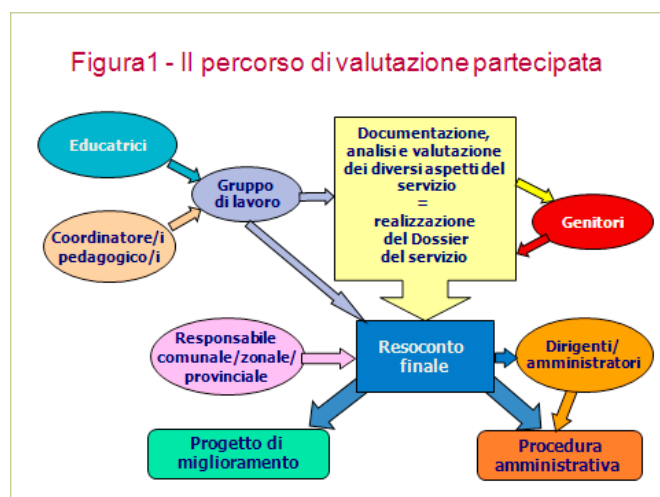 Figura1 - Il percorso di valutazione partecipata
Educatrici
Coordinatore/i
pedagogico/i
Gruppo
di lavoro
Documentazione,
analisi e valutazione
dei diversi aspetti del
servizio
=
realizzazione
del Dossier
del servizio
Genitori
Responsabile
comunale/zonale/
provinciale
Resoconto
finale
Dirigenti/
amministratori
Progetto di
miglioramento
Procedura
amministrativa